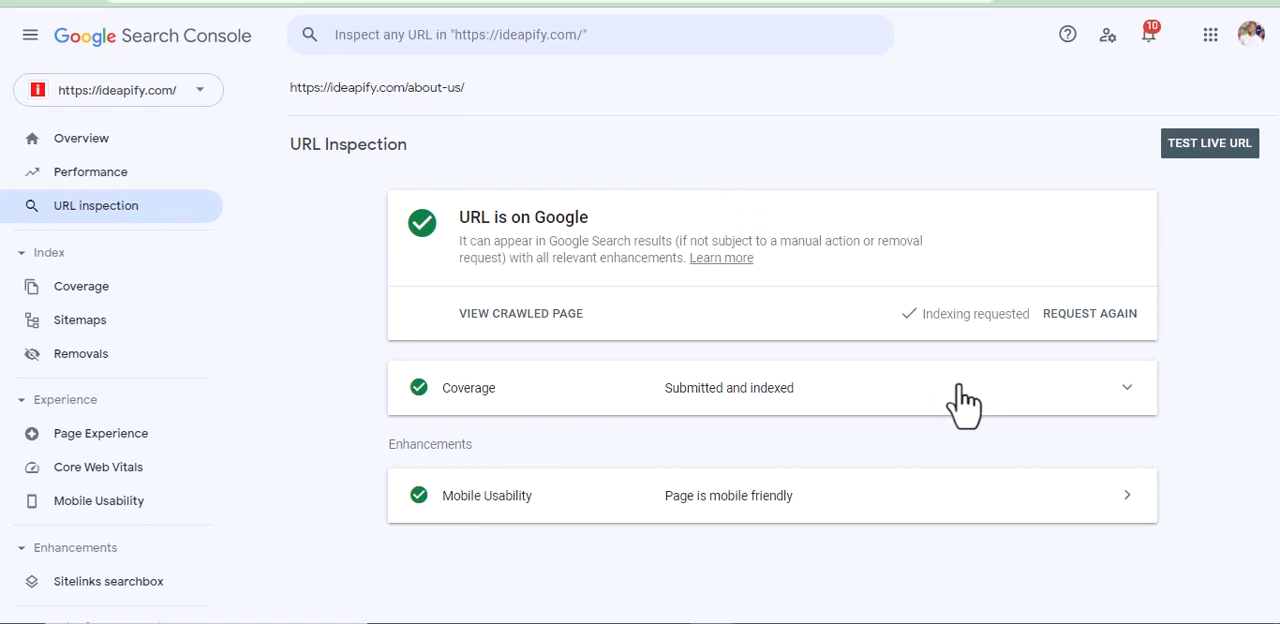 Google Search Console
Inspect any URL in "https://ideapify.com/"
10
https://ideapify.com/
https://ideapify.com/about-us/
Overview
Performance
URL inspection
Index
Coverage
Sitemaps
Removals
Experience
Page Experience
Core Web Vitals
Mobile Usability
Enhancements
Sitelinks searchbox
URL Inspection
TEST LIVE URL
URL is on Google
It can appear in Google Search results (if not subject to a manual action or removal
request) with all relevant enhancements. Learn more
VIEW CRAWLED PAGE
Indexing requested
REQUEST AGAIN
Coverage
Submitted and indexed
Enhancements
Mobile Usability
Page is mobile friendly